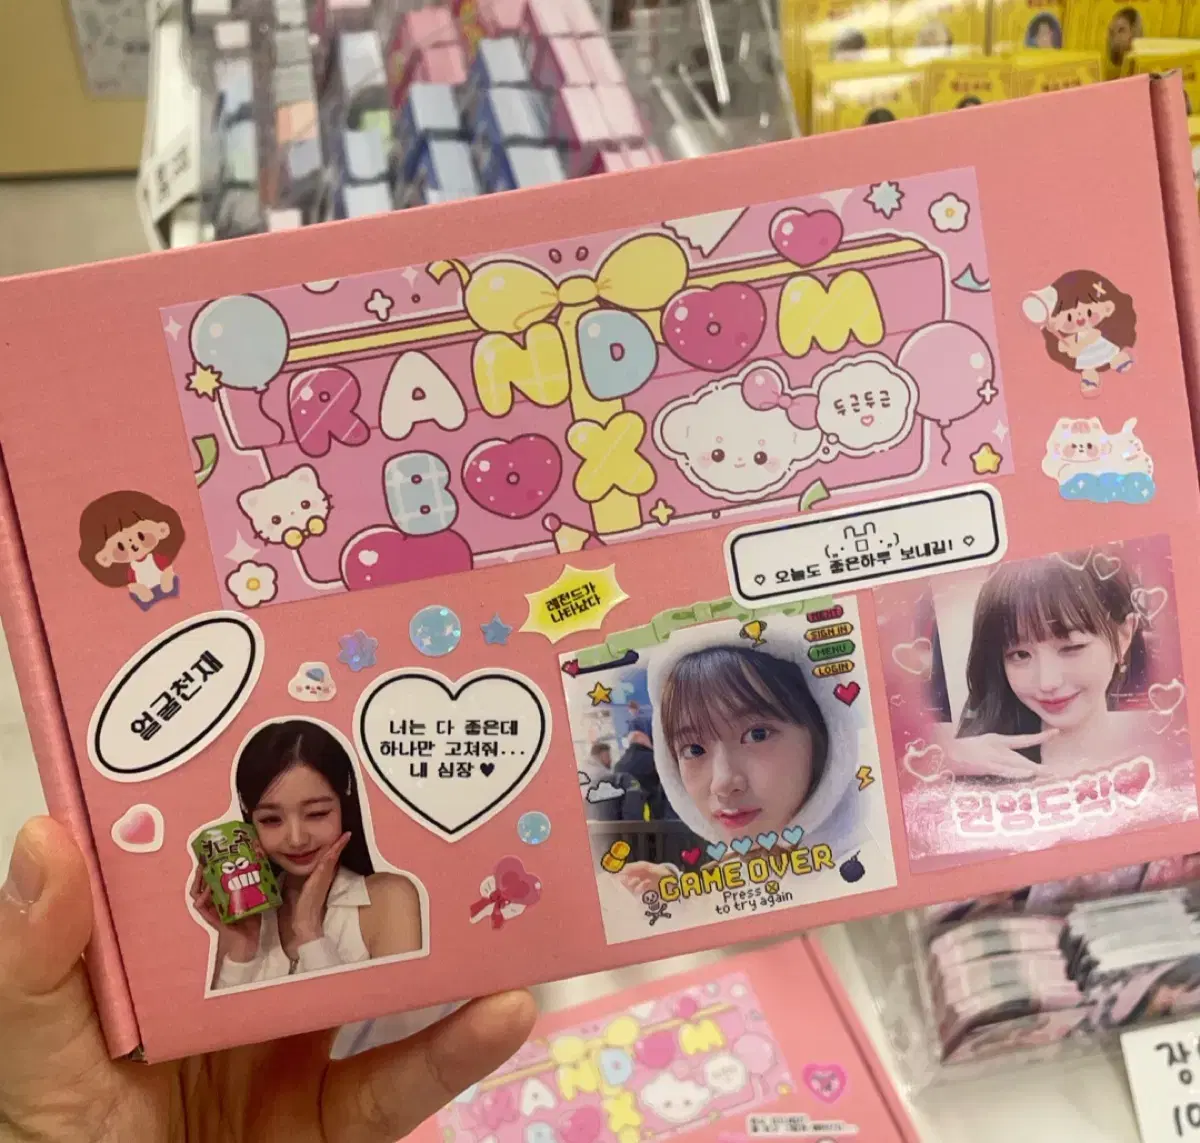 RANDOM
BOX
두근두근
♡ 오늘도 좋은하루 보내길! ♡
레전드가
나타났다
얼굴천재
너는 다 좋은데
하나만 고쳐줘...
내 심장 ♥
SIGN IN
MENU
LOGIN
GAME OVER
Press X
to try again
원영도착♡
RANDOM